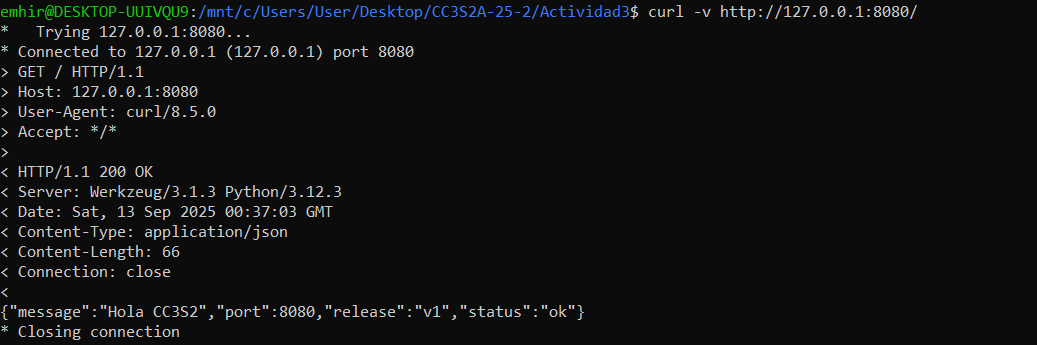 emhir@DESKTOP-UUIVQU9:/mnt/c/Users/User/Desktop/CC3S2A-25-2/Actividad3$ curl -v http://127.0.0.1:8080/
*   Trying 127.0.0.1:8080...
* Connected to 127.0.0.1 (127.0.0.1) port 8080
> GET / HTTP/1.1
> Host: 127.0.0.1:8080
> User-Agent: curl/8.5.0
> Accept: */*
>
< HTTP/1.1 200 OK
< Server: Werkzeug/3.1.3 Python/3.12.3
< Date: Sat, 13 Sep 2025 00:37:03 GMT
< Content-Type: application/json
< Content-Length: 66
< Connection: close
<
{"message":"Hola CC3S2","port":8080,"release":"v1","status":"ok"}
* Closing connection